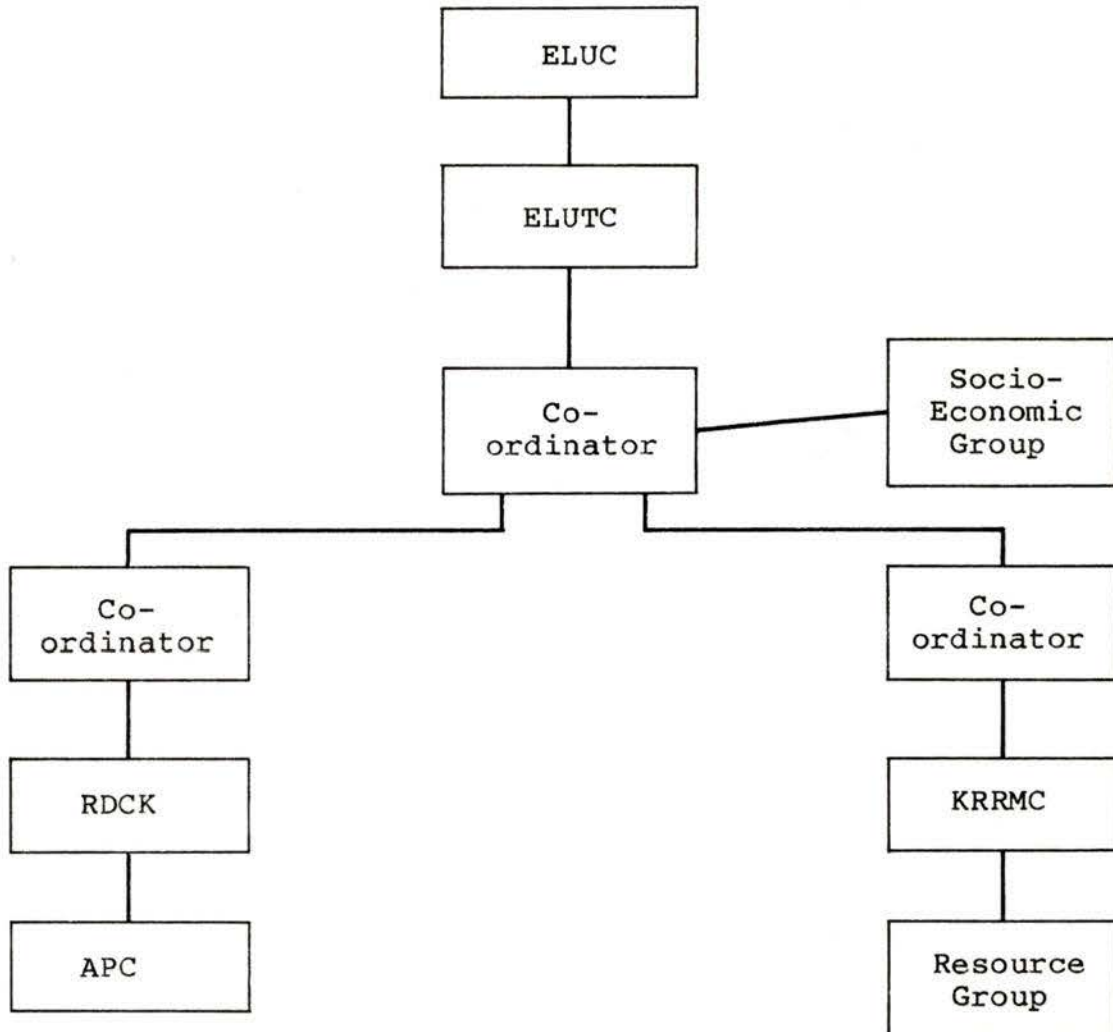 ELUC
ELUTC
Co-
ordinator
Socio-
Economic
Group
Co-
ordinator
Co-
ordinator
RDCK
KRRMC
APC
Resource
Group